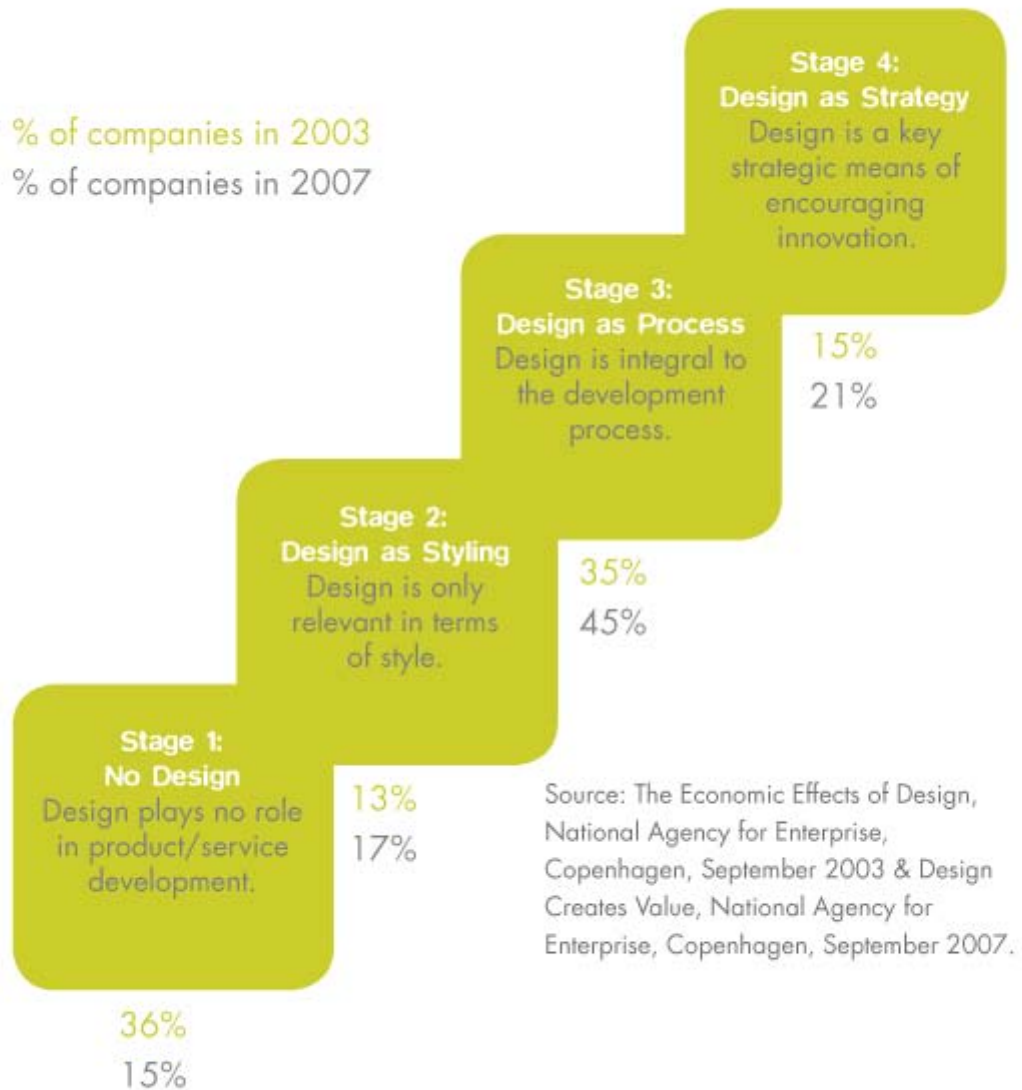 % of companies in 2003
% of companies in 2007
Stage 4:
Design as Strategy
Design is a key
strategic means of
encouraging
innovation.
15%
21%
Stage 3:
Design as Process
Design is integral to
the development
process.
35%
45%
Stage 2:
Design as Styling
Design is only
relevant in terms
of style.
13%
17%
Stage 1:
No Design
Design plays no role
in product/service
development.
36%
15%
Source: The Economic Effects of Design,
National Agency for Enterprise,
Copenhagen, September 2003 & Design
Creates Value, National Agency for
Enterprise, Copenhagen, September 2007.